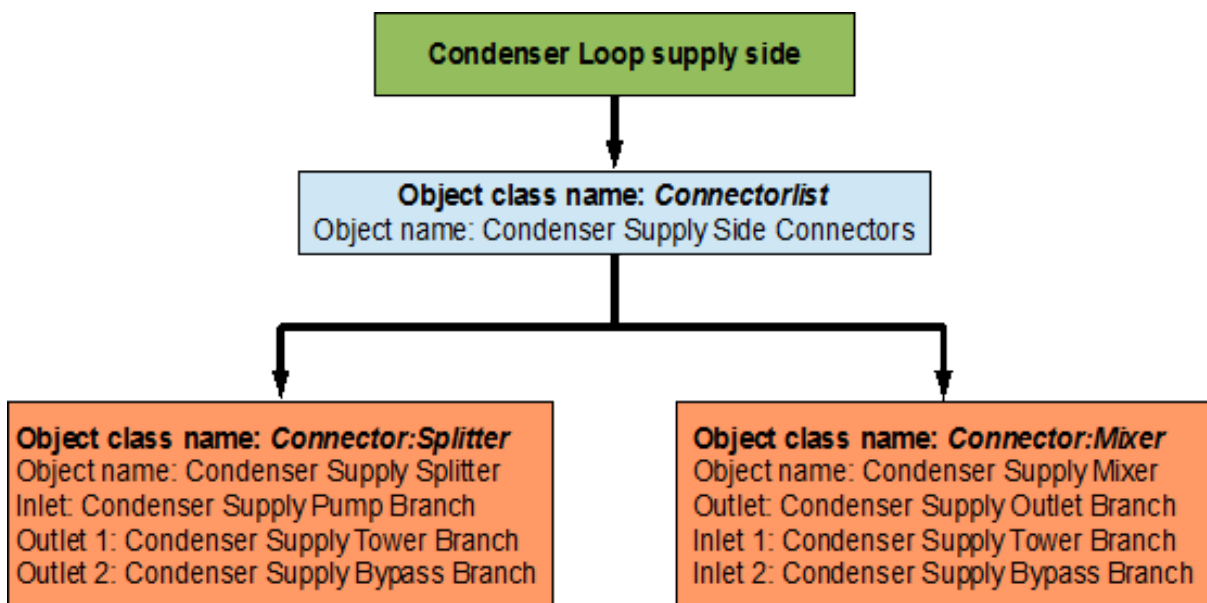 Condenser Loop supply side
Object class name: Connectorlist
Object name: Condenser Supply Side Connectors
Object class name: Connector:Splitter
Object name: Condenser Supply Splitter
Inlet: Condenser Supply Pump Branch
Outlet 1: Condenser Supply Tower Branch
Outlet 2: Condenser Supply Bypass Branch
Object class name: Connector:Mixer
Object name: Condenser Supply Mixer
Outlet: Condenser Supply Outlet Branch
Inlet 1: Condenser Supply Tower Branch
Inlet 2: Condenser Supply Bypass Branch